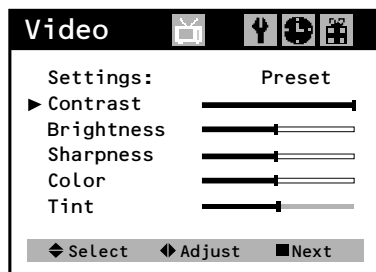 Video
Settings: Preset
Contrast
Brightness
Sharpness
Color
Tint
Select Adjust Next